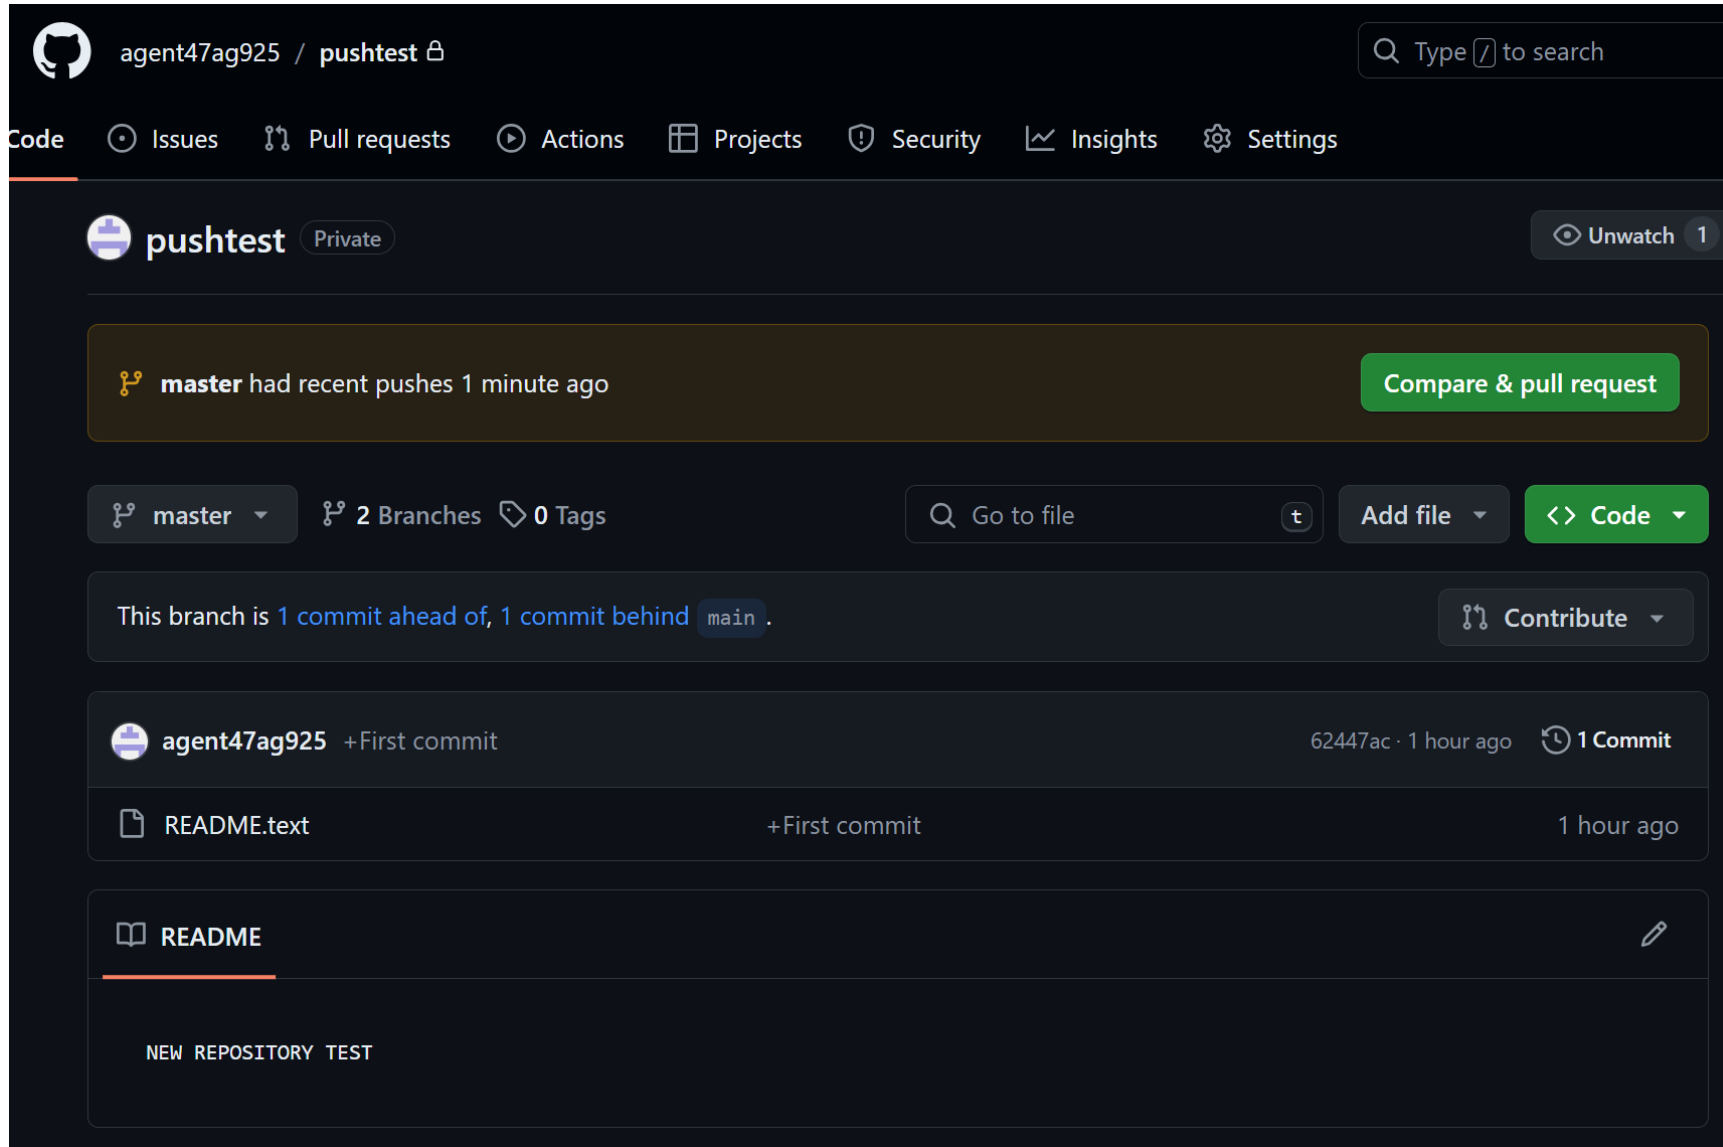 agent47ag925 / pushtest
Type / to search
Code Issues Pull requests Actions Projects Security Insights Settings
pushtest Private
Unwatch 1
master had recent pushes 1 minute ago
Compare & pull request
master 2 Branches 0 Tags
Go to file t
Add file
<> Code
This branch is 1 commit ahead of, 1 commit behind main .
Contribute
agent47ag925 +First commit
62447ac · 1 hour ago
1 Commit
README.text +First commit 1 hour ago
README
NEW REPOSITORY TEST